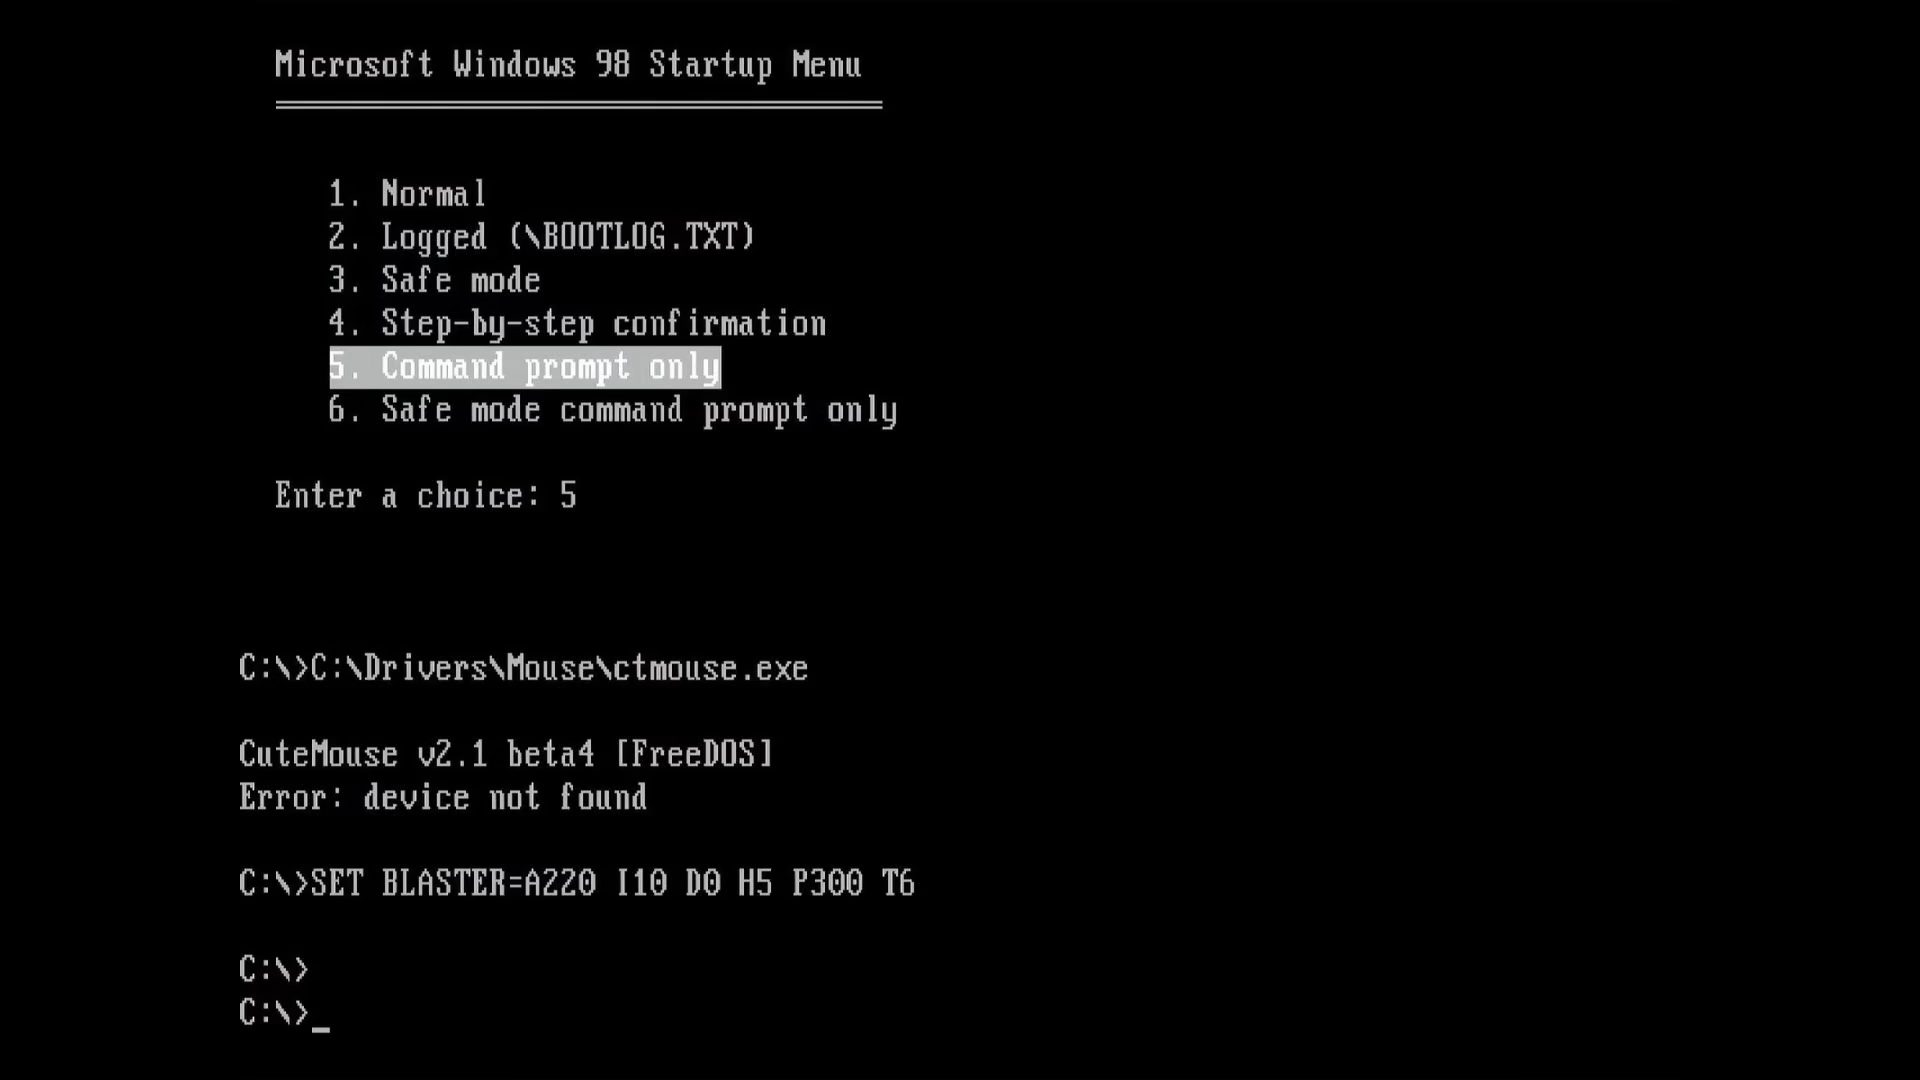 Microsoft Windows 98 Startup Menu
1. Normal
2. Logged (\BOOTLOG.TXT)
3. Safe mode
4. Step-by-step confirmation
5. Command prompt only
6. Safe mode command prompt only
Enter a choice: 5
C:\>C:\Drivers\Mouse\ctmouse.exe
CuteMouse v2.1 beta4 [FreeDOS]
Error: device not found
C:\>SET BLASTER=A220 I10 D0 H5 P300 T6
C:\>
C:\>_